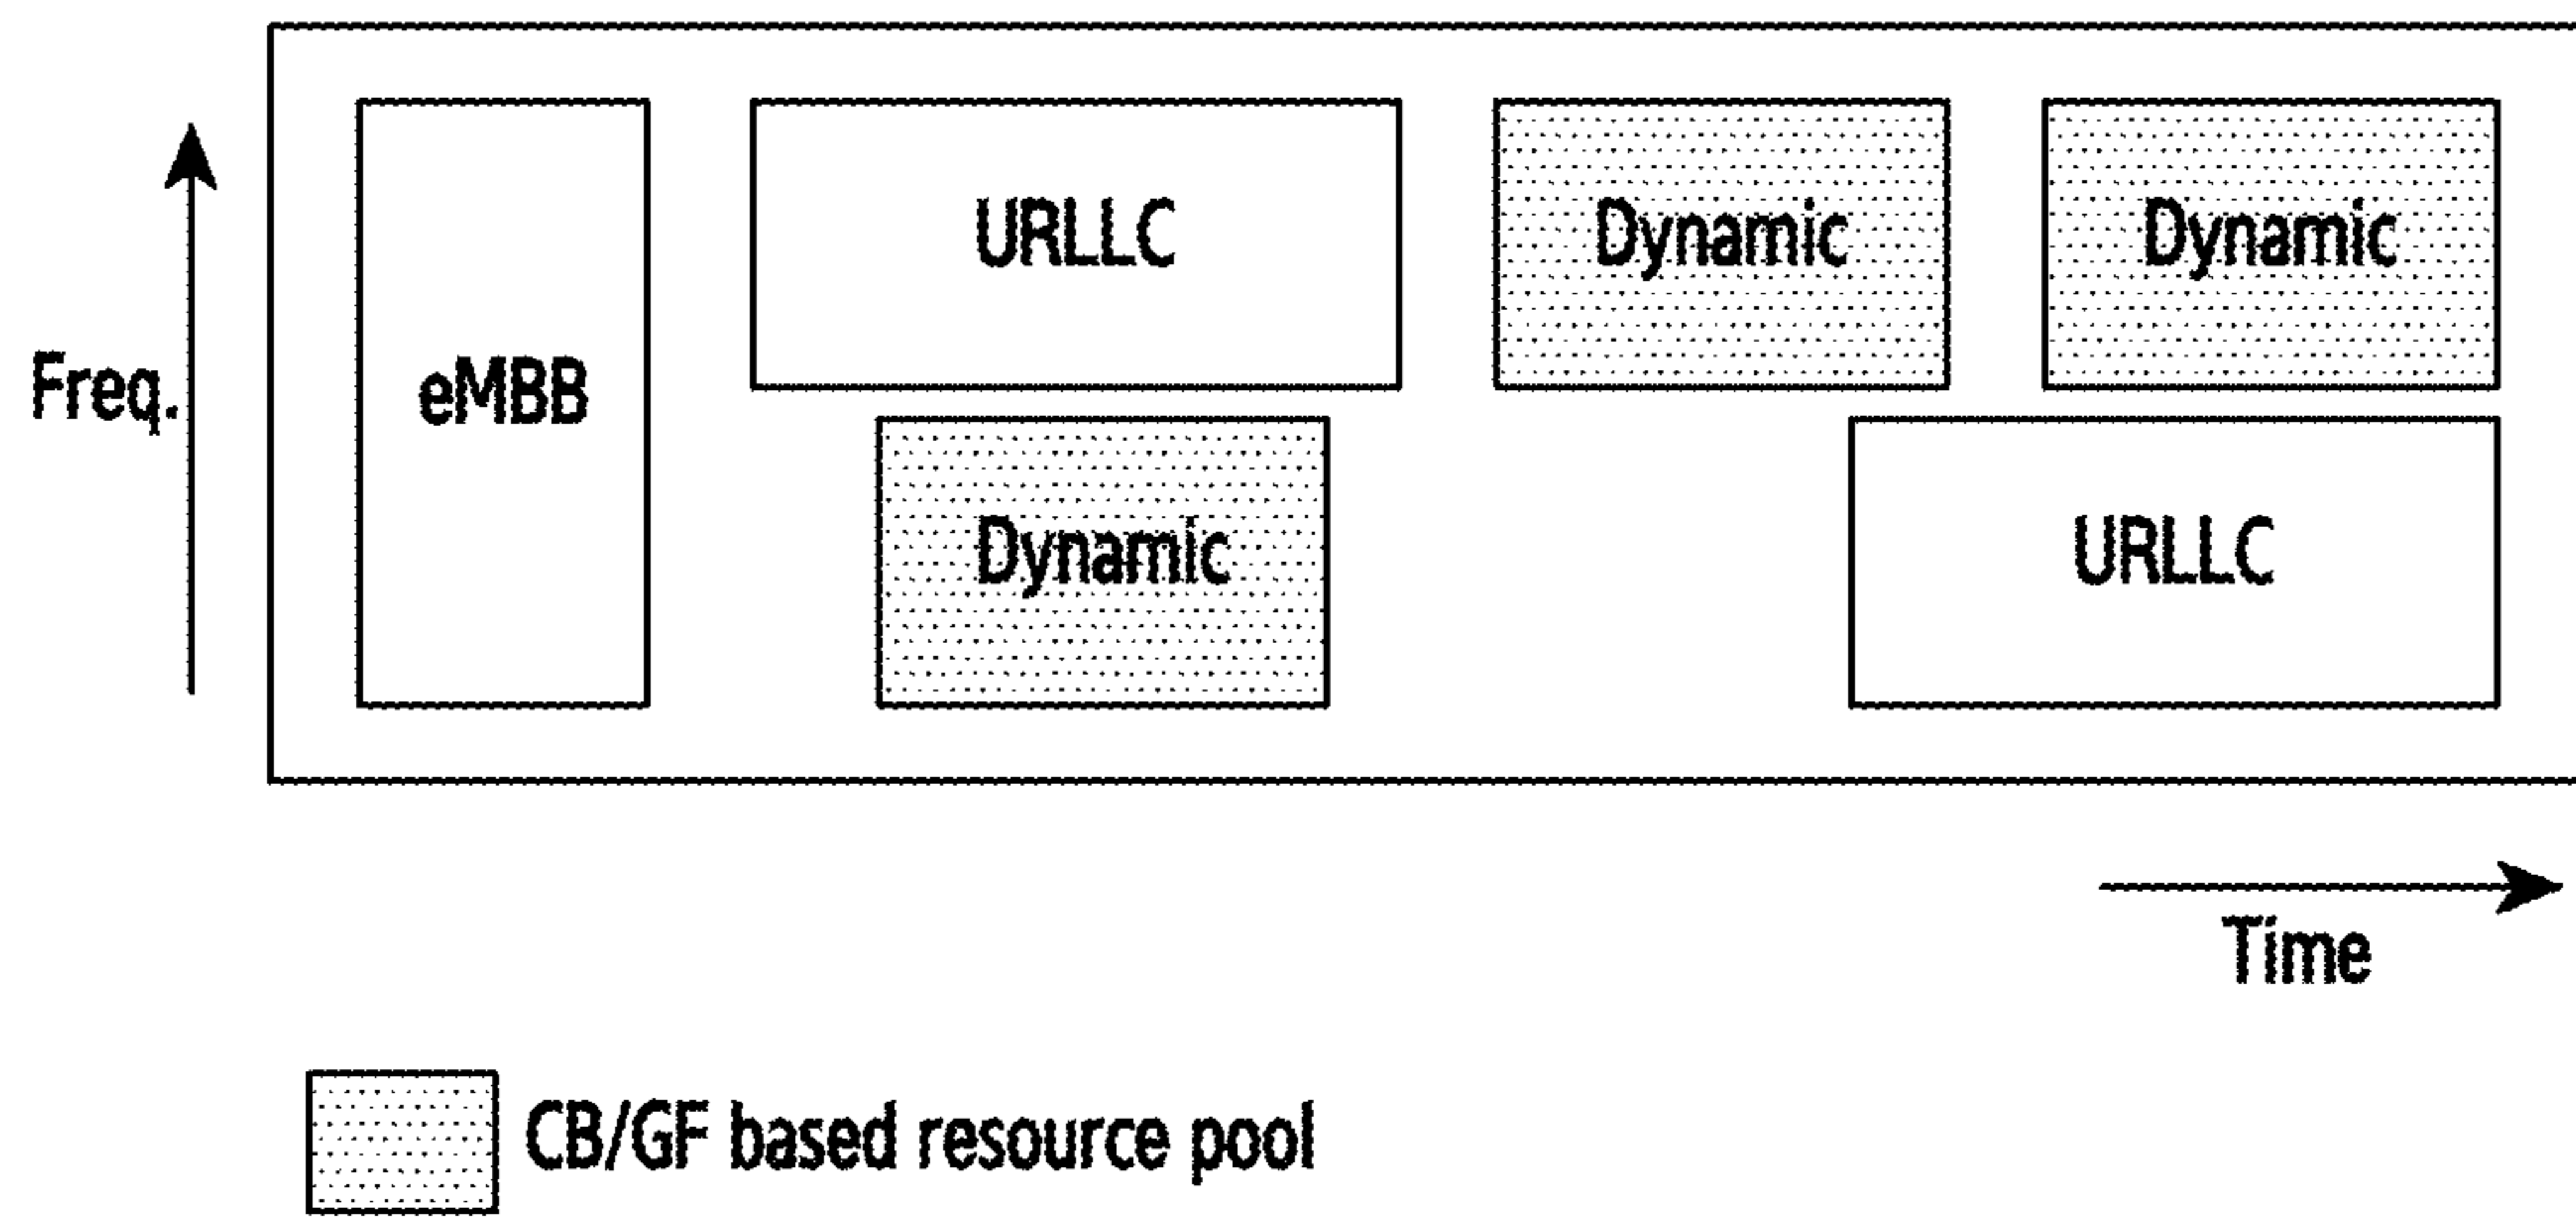 URLLC
Dynamic
Dynamic
Freq.
eMBB
Dynamic
URLLC
Time
CB/GF based resource pool